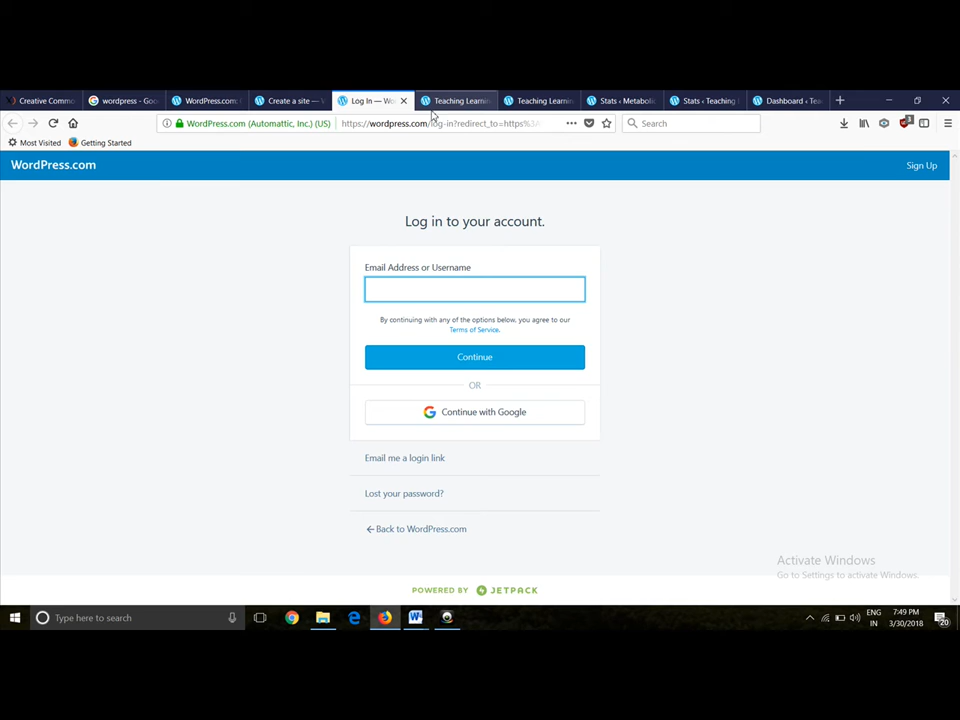 Creative Commo
wordpress - Goo
WordPress.com:
Create a site —
Log In — Wo
Teaching Learnin
Teaching Learnin
Stats ‹ Metabolic
Stats ‹ Teaching
Dashboard ‹ Tea
WordPress.com (Automattic, Inc.) (US)
https://wordpress.com/log-in?redirect_to=https%3A
Search
3
Most Visited
Getting Started
WordPress.com
Sign Up
Log in to your account.
Email Address or Username
By continuing with any of the options below, you agree to our
Terms of Service.
Continue
OR
Continue with Google
Email me a login link
Lost your password?
Back to WordPress.com
Activate Windows
Go to Settings to activate Windows.
POWERED BY JETPACK
Type here to search
ENG
IN
7:49 PM
3/30/2018
20